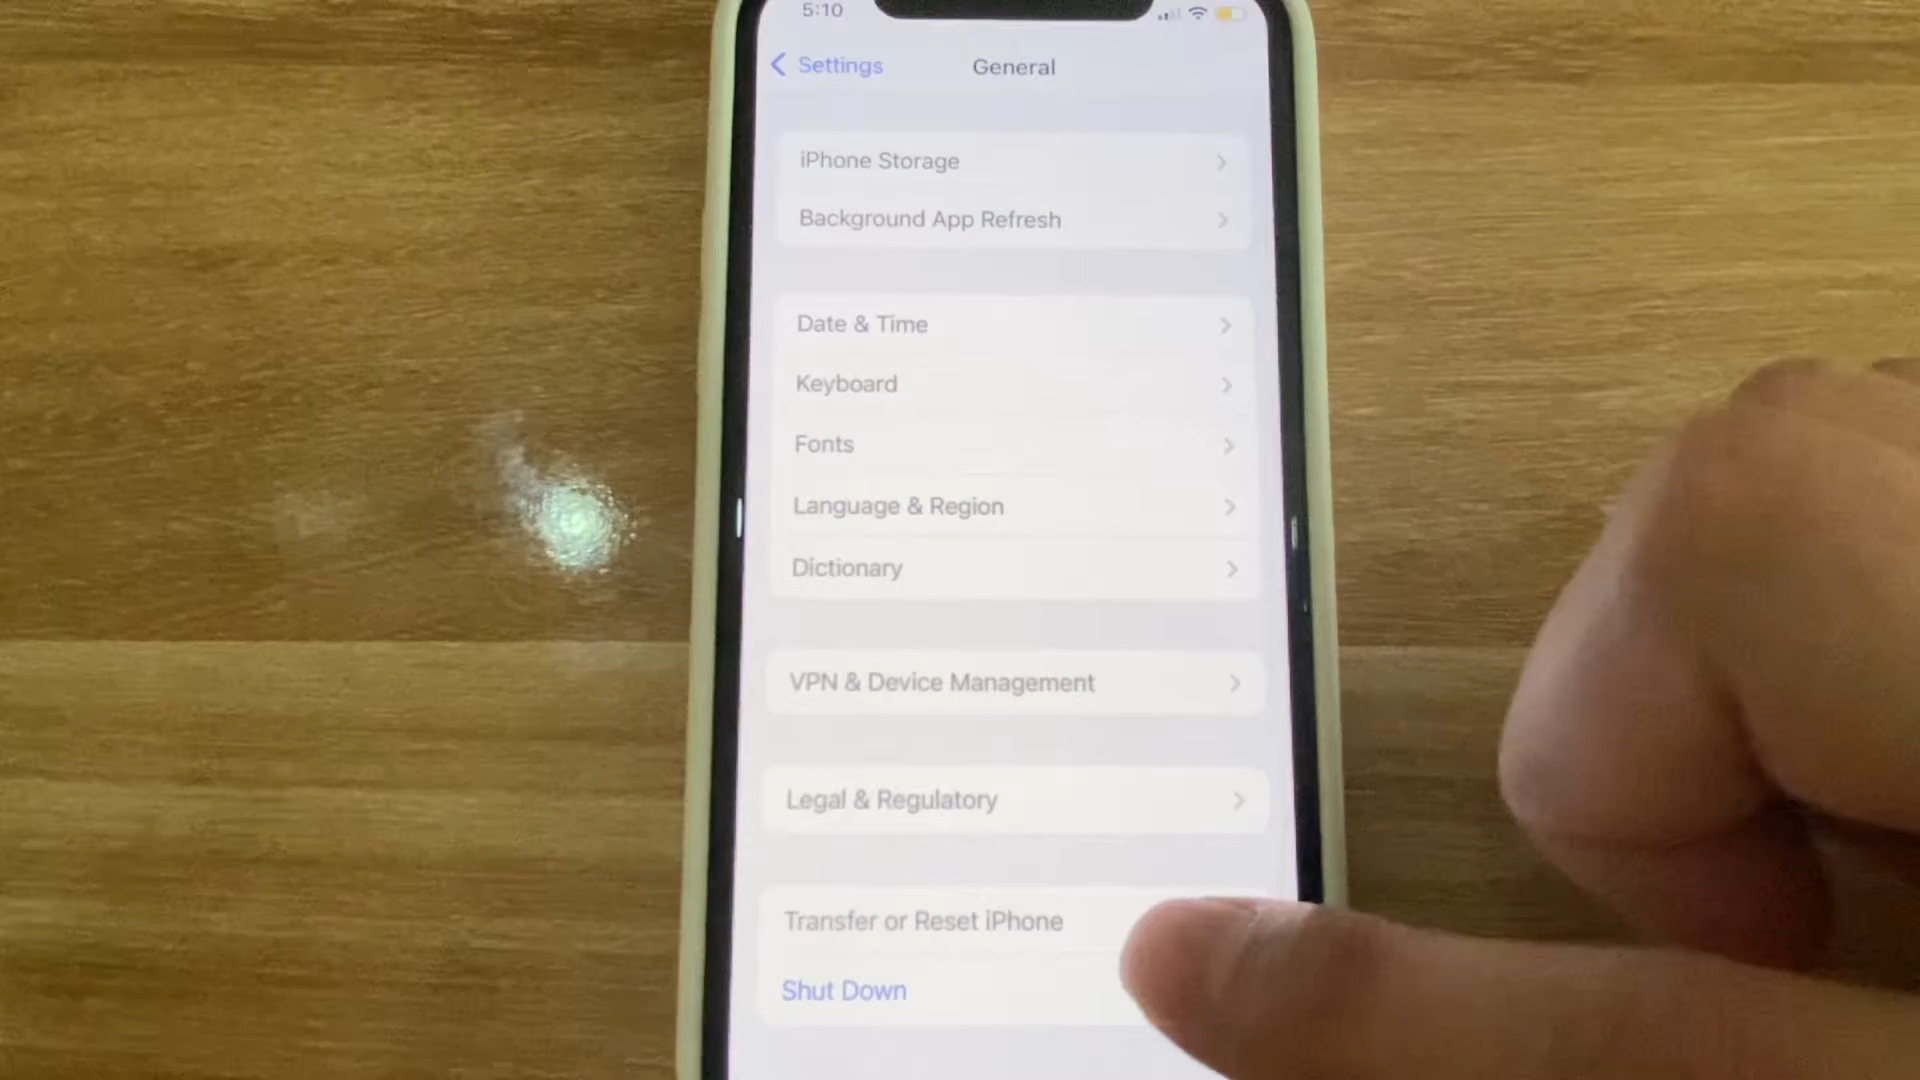 5:10
Settings
General
iPhone Storage
Background App Refresh
Date & Time
Keyboard
Fonts
Language & Region
Dictionary
VPN & Device Management
Legal & Regulatory
Transfer or Reset iPhone
Shut Down